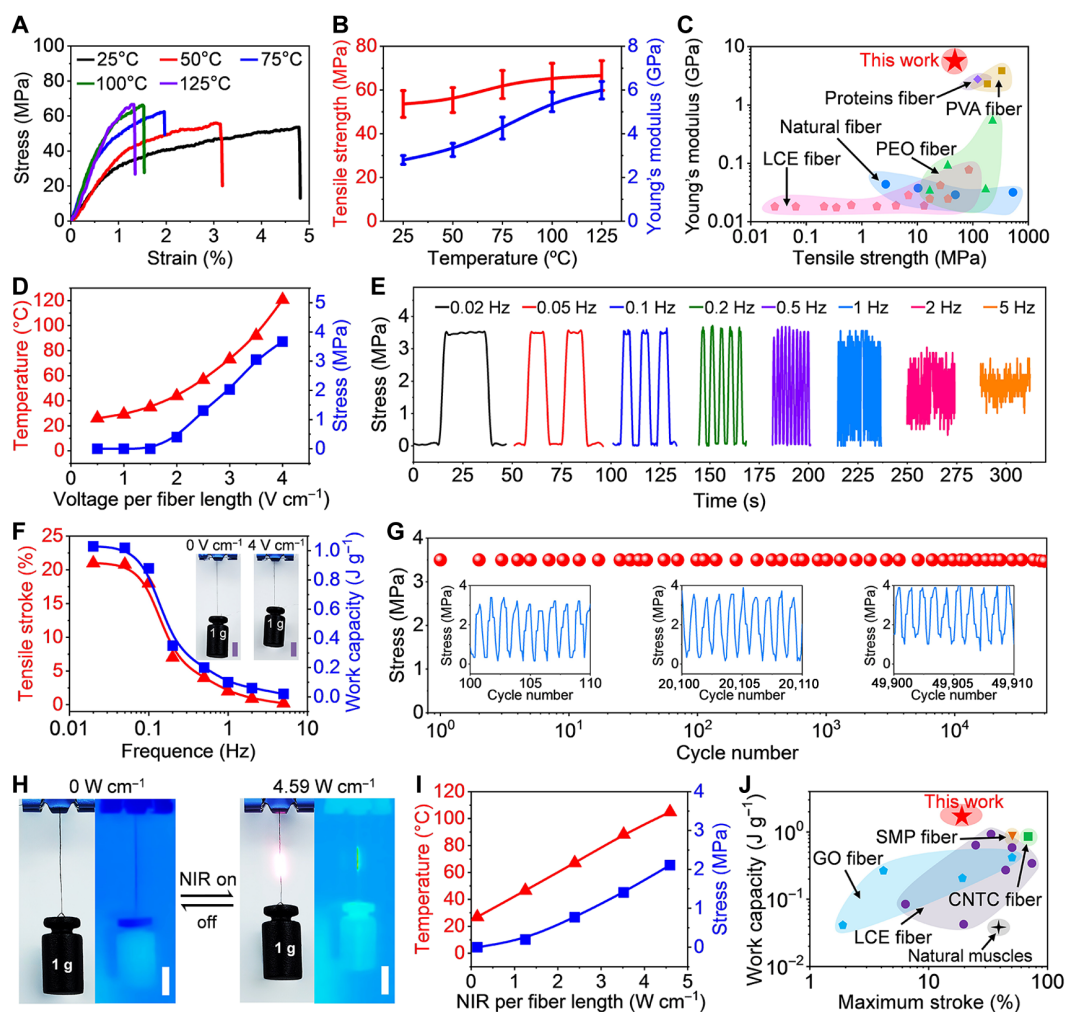 A
100
80
60
40
20
0
Stress (MPa)
25°C
50°C
75°C
100°C
125°C
0
1
2
3
4
5
Strain (%)
B
80
60
40
20
0
Tensile strength (MPa)
8
6
4
2
0
Young's modulus (GPa)
25
50
75
100
125
Temperature (ºC)
C
10
1
0.1
0.01
Young's modulus (GPa)
This work
Proteins fiber
PVA fiber
Natural fiber
PEO fiber
LCE fiber
0.01
0.1
1
10
100
1000
Tensile strength (MPa)
D
120
100
80
60
40
20
0
Temperature (°C)
5
4
3
2
1
0
Stress (MPa)
0
1
2
3
4
Voltage per fiber length (V cm⁻¹)
E
5
4
3
2
1
0
Stress (MPa)
0.02 Hz
0.05 Hz
0.1 Hz
0.2 Hz
0.5 Hz
1 Hz
2 Hz
5 Hz
0
25
50
75
100
125
150
175
200
225
250
275
300
Time (s)
F
25
20
15
10
5
0
Tensile stroke (%)
0 V cm⁻¹
4 V cm⁻¹
1 g
1 g
1.0
0.8
0.6
0.4
0.2
0.0
Work capacity (J g⁻¹)
0.01
0.1
1
10
Frequence (Hz)
G
4
3
2
1
0
Stress (MPa)
4
2
0
Stress (MPa)
100
105
110
Cycle number
4
2
0
Stress (MPa)
20,100
20,105
20,110
Cycle number
4
2
0
Stress (MPa)
49,900
49,905
49,910
Cycle number
10⁰
10¹
10²
10³
10⁴
Cycle number
H
0 W cm⁻¹
4.59 W cm⁻¹
NIR on
off
1 g
1 g
I
120
100
80
60
40
20
0
Temperature (°C)
4
3
2
1
0
Stress (MPa)
0
1
2
3
4
5
NIR per fiber length (W cm⁻¹)
J
10⁰
10⁻¹
10⁻²
Work capacity (J g⁻¹)
This work
SMP fiber
GO fiber
CNTC fiber
LCE fiber
Natural muscles
1
10
100
Maximum stroke (%)